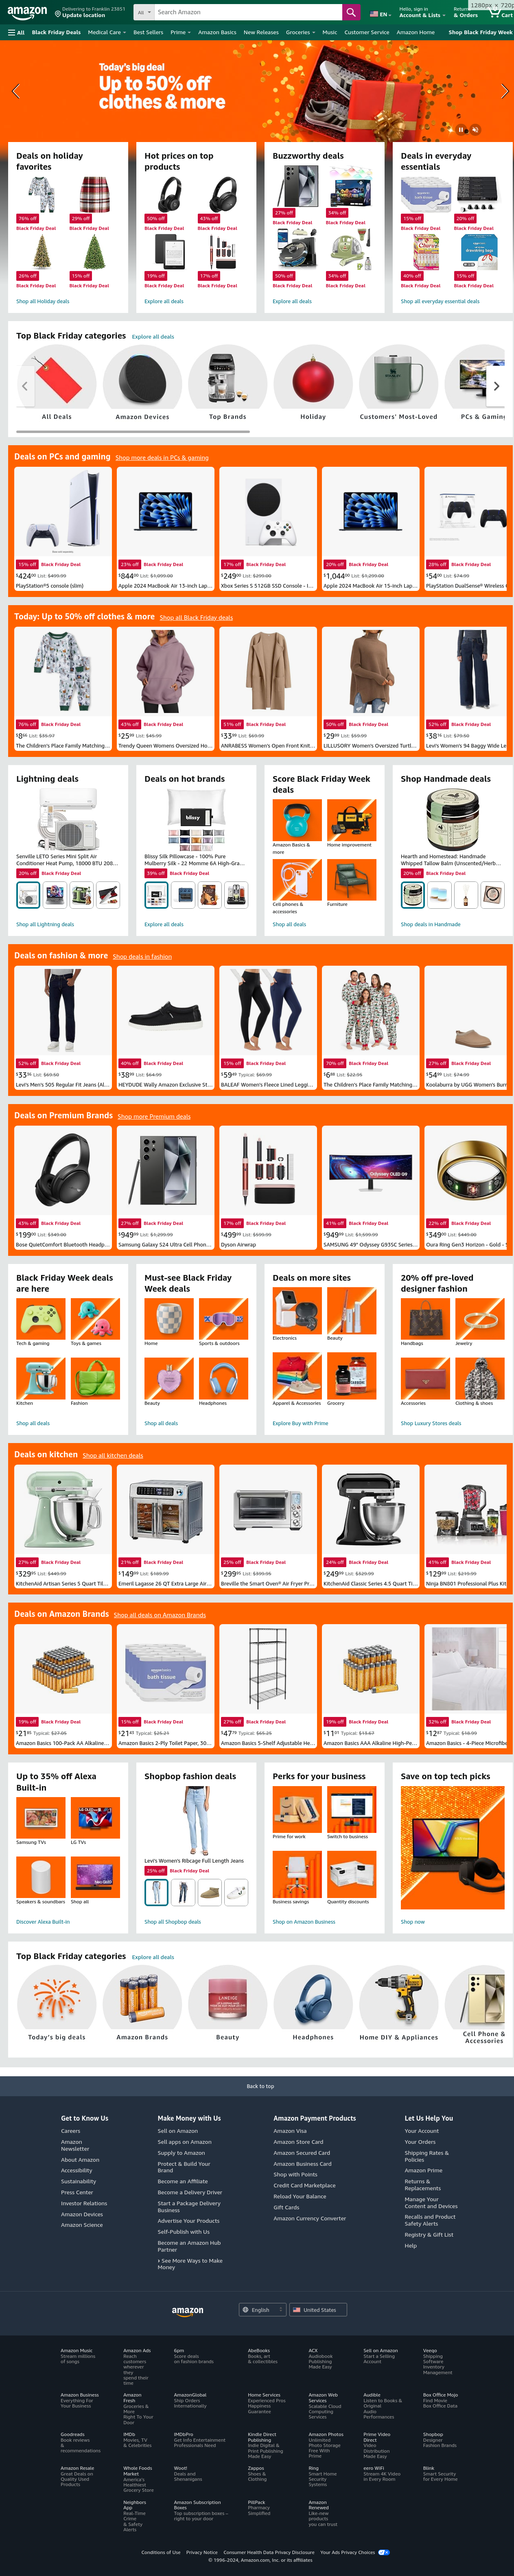 amazon
Delivering to Franklin 23851
Update location
All
Search Amazon
EN
Hello, sign in
Account & Lists
& Orders
Cart
1280px × 720p
All
Black Friday Deals
Medical Care
Best Sellers
Prime
Amazon Basics
New Releases
Groceries
Music
Customer Service
Amazon Home
Shop Black Friday Week
Today's big deal
Up to 50% off
clothes & more
Deals on holiday
favorites
76% off
Black Friday Deal
29% off
Black Friday Deal
26% off
Black Friday Deal
15% off
Black Friday Deal
Shop all Holiday deals
Hot prices on top
products
50% off
Black Friday Deal
43% off
Black Friday Deal
19% off
Black Friday Deal
17% off
Black Friday Deal
Explore all deals
Buzzworthy deals
27% off
Black Friday Deal
54% off
Black Friday Deal
50% off
Black Friday Deal
34% off
Black Friday Deal
Explore all deals
Deals in everyday
essentials
15% off
Black Friday Deal
20% off
Black Friday Deal
40% off
Black Friday Deal
15% off
Black Friday Deal
Shop all everyday essential deals
Top Black Friday categories
Explore all deals
All Deals
Amazon Devices
Top Brands
Holiday
Customers' Most-Loved
PCs & Gaming
Deals on PCs and gaming
Shop more deals in PCs & gaming
15% off Black Friday Deal
$424.00 List: $499.99
PlayStation®5 console (slim)
23% off Black Friday Deal
$844.00 List: $1,099.00
Apple 2024 MacBook Air 13-inch Lap...
17% off Black Friday Deal
$249.00 List: $299.00
Xbox Series S 512GB SSD Console - I...
20% off Black Friday Deal
$1,044.00 List: $1,299.00
Apple 2024 MacBook Air 15-inch Lap...
28% off Black Friday Deal
$54.00 List: $74.99
PlayStation DualSense® Wireless
Today: Up to 50% off clothes & more
Shop all Black Friday deals
76% off Black Friday Deal
List: $35.97
The Children's Place Family Matching...
43% off Black Friday Deal
$25.99 List: $45.99
Trendy Queen Womens Oversized Ho...
51% off Black Friday Deal
$33.99 List: $69.99
ANRABESS Women's Open Front Knit...
50% off Black Friday Deal
$29.99 List: $59.99
LILLUSORY Women's Oversized Turtl...
52% off Black Friday Deal
List: $79.50
Levi's Women's 94 Baggy Wide Le
Lightning deals
Senville LETO Series Mini Split Air
Conditioner Heat Pump, 18000 BTU 208...
20% off Black Friday Deal
Shop all Lightning deals
Deals on hot brands
blissy
Blissy Silk Pillowcase - 100% Pure
Mulberry Silk - 22 Momme 6A High-Gra...
39% off Black Friday Deal
Explore all deals
Score Black Friday Week
deals
Amazon Basics &
more
Home improvement
Cell phones &
accessories
Furniture
Shop all deals
Shop Handmade deals
Hearth and Homestead: Handmade
Whipped Tallow Balm (Unscented/Herb...
20% off Black Friday Deal
Shop deals in Handmade
Deals on fashion & more
Shop deals in fashion
52% off Black Friday Deal
List: $69.50
Levi's Men's 505 Regular Fit Jeans (Al...
40% off Black Friday Deal
$38.99 List: $64.99
HEYDUDE Wally Amazon Exclusive St...
15% off Black Friday Deal
Typical: $69.99
BALEAF Women's Fleece Lined Leggi...
70% off Black Friday Deal
List: $22.95
The Children's Place Family Matching...
27% off Black Friday Deal
$54.99 List: $74.99
Koolaburra by UGG Women's Burr
Deals on Premium Brands
Shop more Premium deals
43% off Black Friday Deal
$199.00 List: $349.00
Bose QuietComfort Bluetooth Headp...
27% off Black Friday Deal
$949.99 List: $1,299.99
Samsung Galaxy S24 Ultra Cell Phon...
17% off Black Friday Deal
$499.99 List: $599.99
Dyson Airwrap
41% off Black Friday Deal
$949.99 List: $1,599.99
SAMSUNG 49" Odyssey G93SC Series...
22% off Black Friday Deal
$349.00 List: $449.00
Oura Ring Gen3 Horizon - Gold -
Black Friday Week deals
are here
Tech & gaming
Toys & games
Kitchen
Fashion
Shop all deals
Must-see Black Friday
Week deals
Home
Sports & outdoors
Beauty
Headphones
Shop all deals
Deals on more sites
Electronics
Beauty
Apparel & Accessories
Grocery
Explore Buy with Prime
20% off pre-loved
designer fashion
Handbags
Jewelry
Accessories
Clothing & shoes
Shop Luxury Stores deals
Deals on kitchen
Shop all kitchen deals
27% off Black Friday Deal
List: $449.99
KitchenAid Artisan Series 5 Quart Til...
21% off Black Friday Deal
$149.99 List: $189.99
Emeril Lagasse 26 QT Extra Large Air...
25% off Black Friday Deal
List: $399.95
Breville the Smart Oven® Air Fryer Pr...
24% off Black Friday Deal
$249.99 List: $329.99
KitchenAid Classic Series 4.5 Quart Ti...
41% off Black Friday Deal
$129.99 List: $219.99
Ninja BN801 Professional Plus Kit
Deals on Amazon Brands
Shop all deals on Amazon Brands
19% off Black Friday Deal
Typical: $27.05
Amazon Basics 100-Pack AA Alkaline...
15% off Black Friday Deal
Typical: $25.21
Amazon Basics 2-Ply Toilet Paper, 30...
27% off Black Friday Deal
Typical: $65.25
Amazon Basics 5-Shelf Adjustable He...
19% off Black Friday Deal
Typical: $13.67
Amazon Basics AAA Alkaline High-Pe...
32% off Black Friday Deal
Typical: $18.99
Amazon Basics - 4-Piece Microfibe
Up to 35% off Alexa
Built-in
Samsung TVs
LG TVs
Speakers & soundbars
Shop all
Discover Alexa Built-in
Shopbop fashion deals
Levi's Women's Ribcage Full Length Jeans
25% off Black Friday Deal
Shop all Shopbop deals
Perks for your business
Prime for work
Switch to business
Business savings
Quantity discounts
Shop on Amazon Business
Save on top tech picks
Shop now
Top Black Friday categories
Explore all deals
Today's big deals
Amazon Brands
Beauty
Headphones
Home DIY & Appliances
Cell Phone &
Accessories
Back to top
Get to Know Us
Careers
Amazon
Newsletter
About Amazon
Accessibility
Sustainability
Press Center
Investor Relations
Amazon Devices
Amazon Science
Make Money with Us
Sell on Amazon
Sell apps on Amazon
Supply to Amazon
Protect & Build Your
Brand
Become an Affiliate
Become a Delivery Driver
Start a Package Delivery
Business
Advertise Your Products
Self-Publish with Us
Become an Amazon Hub
Partner
› See More Ways to Make
Money
Amazon Payment Products
Amazon Visa
Amazon Store Card
Amazon Secured Card
Amazon Business Card
Shop with Points
Credit Card Marketplace
Reload Your Balance
Gift Cards
Amazon Currency Converter
Let Us Help You
Your Account
Your Orders
Shipping Rates &
Policies
Amazon Prime
Returns &
Replacements
Manage Your
Content and Devices
Recalls and Product
Safety Alerts
Registry & Gift List
Help
amazon
English
United States
Amazon Music
Stream millions
of songs
Amazon Ads
Reach
customers
wherever
they
spend their
time
6pm
Score deals
on fashion brands
AbeBooks
Books, art
& collectibles
ACX
Audiobook
Publishing
Made Easy
Sell on Amazon
Start a Selling
Account
Veeqo
Shipping
Software
Inventory
Management
Amazon Business
Everything For
Your Business
Amazon
Fresh
Groceries &
More
Right To Your
Door
AmazonGlobal
Ship Orders
Internationally
Home Services
Experienced Pros
Happiness
Guarantee
Amazon Web
Services
Scalable Cloud
Computing
Services
Audible
Listen to Books &
Original
Audio
Performances
Box Office Mojo
Find Movie
Box Office Data
Goodreads
Book reviews
&
recommendations
IMDb
Movies, TV
& Celebrities
IMDbPro
Get Info Entertainment
Professionals Need
Kindle Direct
Publishing
Indie Digital &
Print Publishing
Made Easy
Amazon Photos
Unlimited
Photo Storage
Free With
Prime
Prime Video
Direct
Video
Distribution
Made Easy
Shopbop
Designer
Fashion Brands
Amazon Resale
Great Deals on
Quality Used
Products
Whole Foods
Market
America's
Healthiest
Grocery Store
Woot!
Deals and
Shenanigans
Zappos
Shoes &
Clothing
Ring
Smart Home
Security
Systems
eero WiFi
Stream 4K Video
in Every Room
Blink
Smart Security
for Every Home
Neighbors
App
Real-Time
Crime
& Safety
Alerts
Amazon Subscription
Boxes
Top subscription boxes –
right to your door
PillPack
Pharmacy
Simplified
Amazon
Renewed
Like-new
products
you can trust
Conditions of Use
Privacy Notice
Consumer Health Data Privacy Disclosure
Your Ads Privacy Choices
© 1996-2024, Amazon.com, Inc. or its affiliates